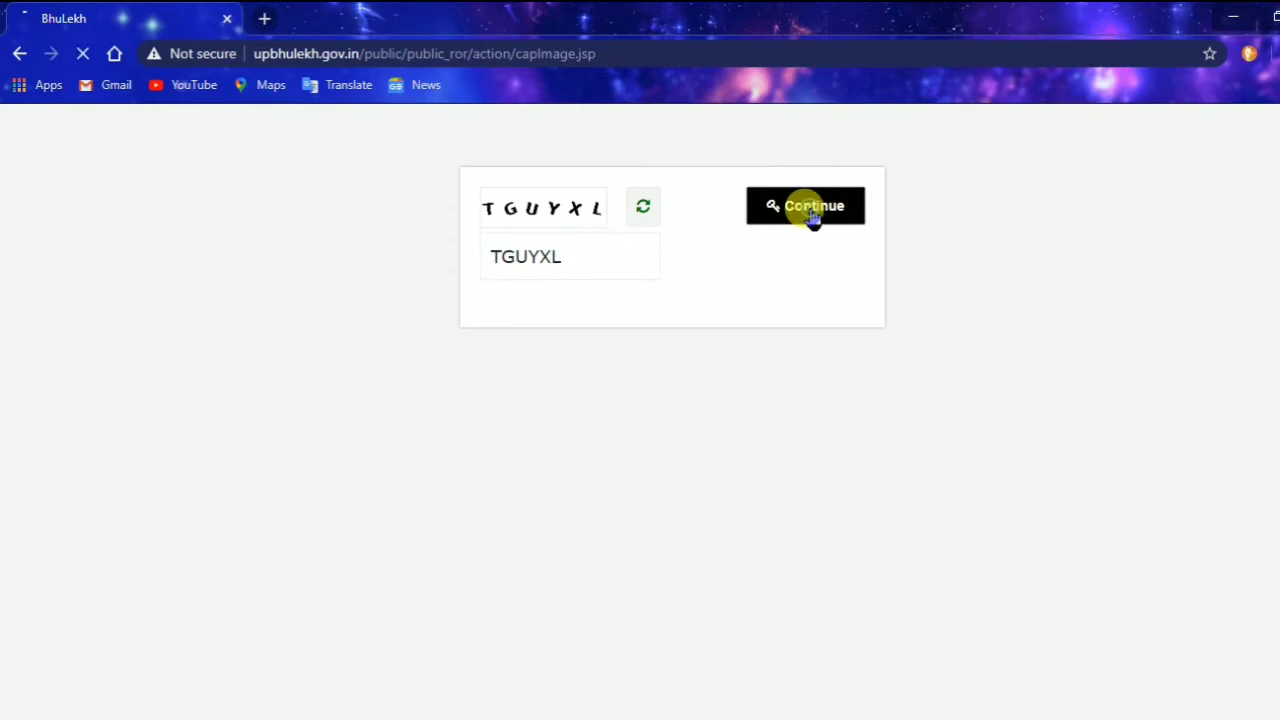 BhuLekh
Not secure upbhulekh.gov.in/public/public_ror/action/capImage.jsp
Apps Gmail YouTube Maps Translate News
T G U Y X L
Continue
TGUYXL